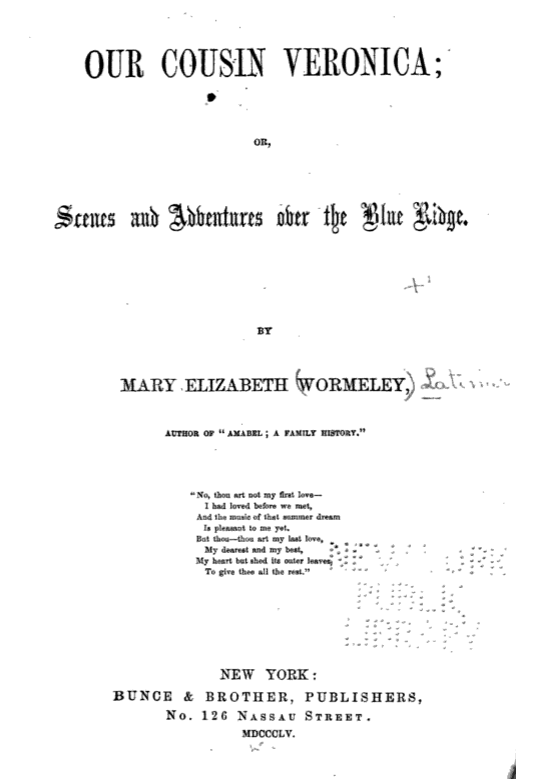 OUR COUSIN VERONICA;
OR,
Scenes and Adventures over the Blue Ridge.
BY
MARY ELIZABETH (WORMELEY,) Latimer
AUTHOR OF "AMABEL; A FAMILY HISTORY."
"No, thou art not my first love—
I had loved before we met,
And the music of that summer dream
Is pleasant to me yet.
But thou—thou art my last love,
My dearest and my best,
My heart but shed its outer leaves
To give thee all the rest."
NEW YORK
PUBLIC
LIBRARY
NEW YORK:
BUNCE & BROTHER, PUBLISHERS,
No. 126 NASSAU STREET.
MDCCCLV.